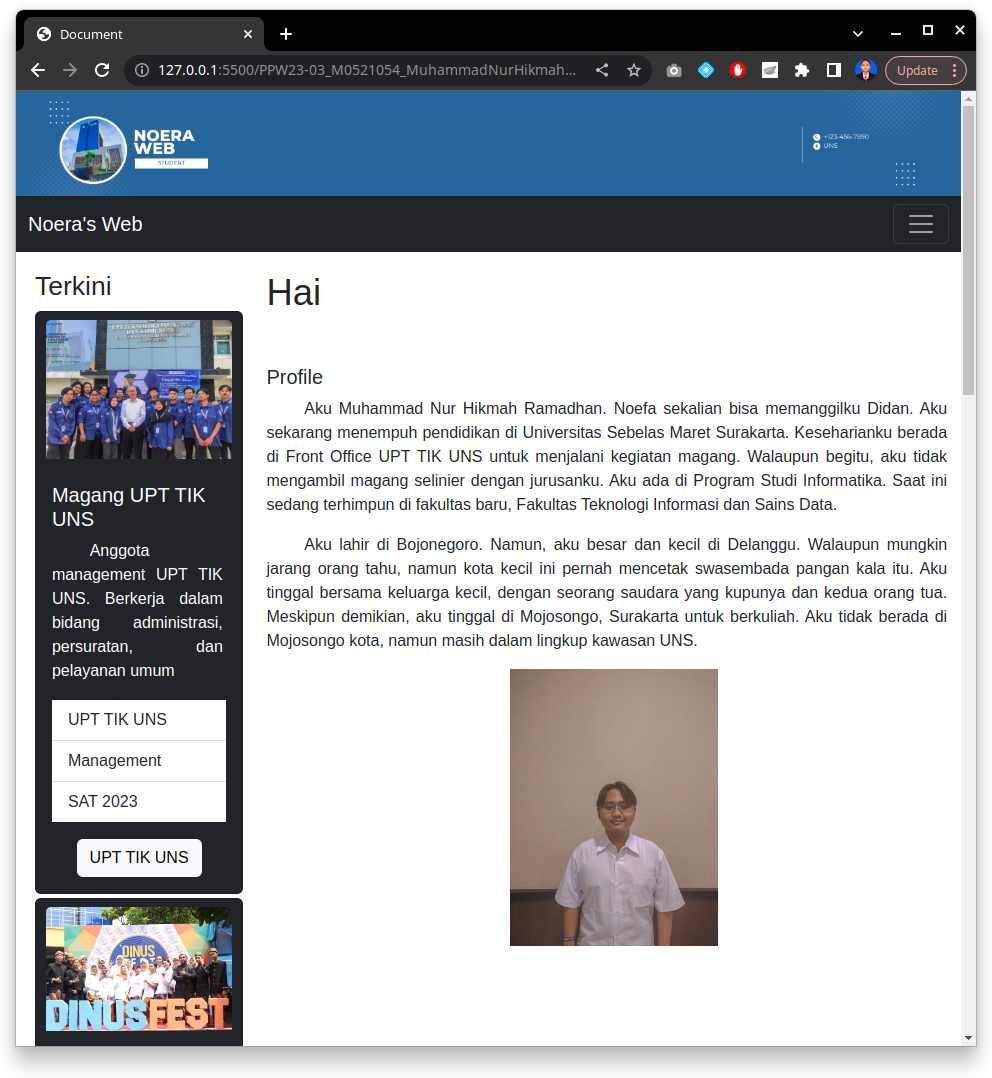 Document
127.0.0.1:5500/PPW23-03_M0521054_MuhammadNurHikmah...
Update
NOERA
WEB
STUDENT
+123-456-7890
UNS
Noera's Web
Terkini
UPT TEKNOLOGI
DAN KOMUNIKASI
Magang UPT TIK
UNS
Anggota
management UPT TIK
UNS. Berkerja dalam
bidang administrasi,
persuratan, dan
pelayanan umum
UPT TIK UNS
Management
SAT 2023
UPT TIK UNS
DINUS
DINUSFEST
Hai
Profile
Aku Muhammad Nur Hikmah Ramadhan. Noefa sekalian bisa memanggilku Didan. Aku
sekarang menempuh pendidikan di Universitas Sebelas Maret Surakarta. Keseharianku berada
di Front Office UPT TIK UNS untuk menjalani kegiatan magang. Walaupun begitu, aku tidak
mengambil magang selinier dengan jurusanku. Aku ada di Program Studi Informatika. Saat ini
sedang terhimpun di fakultas baru, Fakultas Teknologi Informasi dan Sains Data.
Aku lahir di Bojonegoro. Namun, aku besar dan kecil di Delanggu. Walaupun mungkin
jarang orang tahu, namun kota kecil ini pernah mencetak swasembada pangan kala itu. Aku
tinggal bersama keluarga kecil, dengan seorang saudara yang kupunya dan kedua orang tua.
Meskipun demikian, aku tinggal di Mojosongo, Surakarta untuk berkuliah. Aku tidak berada di
Mojosongo kota, namun masih dalam lingkup kawasan UNS.